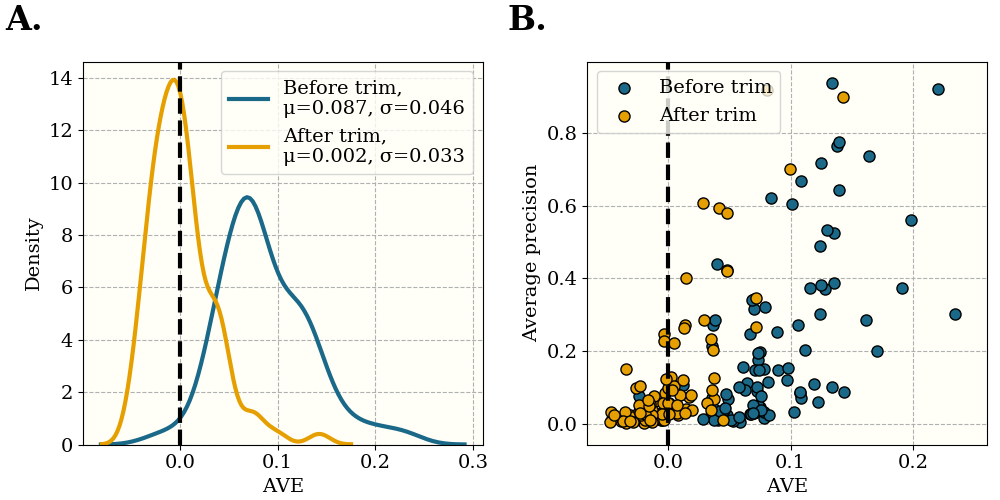 A.
B.
14
12
10
8
6
4
2
0
Density
Before trim,
μ=0.087, σ=0.046
After trim,
μ=0.002, σ=0.033
0.0
0.1
0.2
0.3
AVE
0.8
0.6
0.4
0.2
0.0
Average precision
Before trim
After trim
0.0
0.1
0.2
AVE